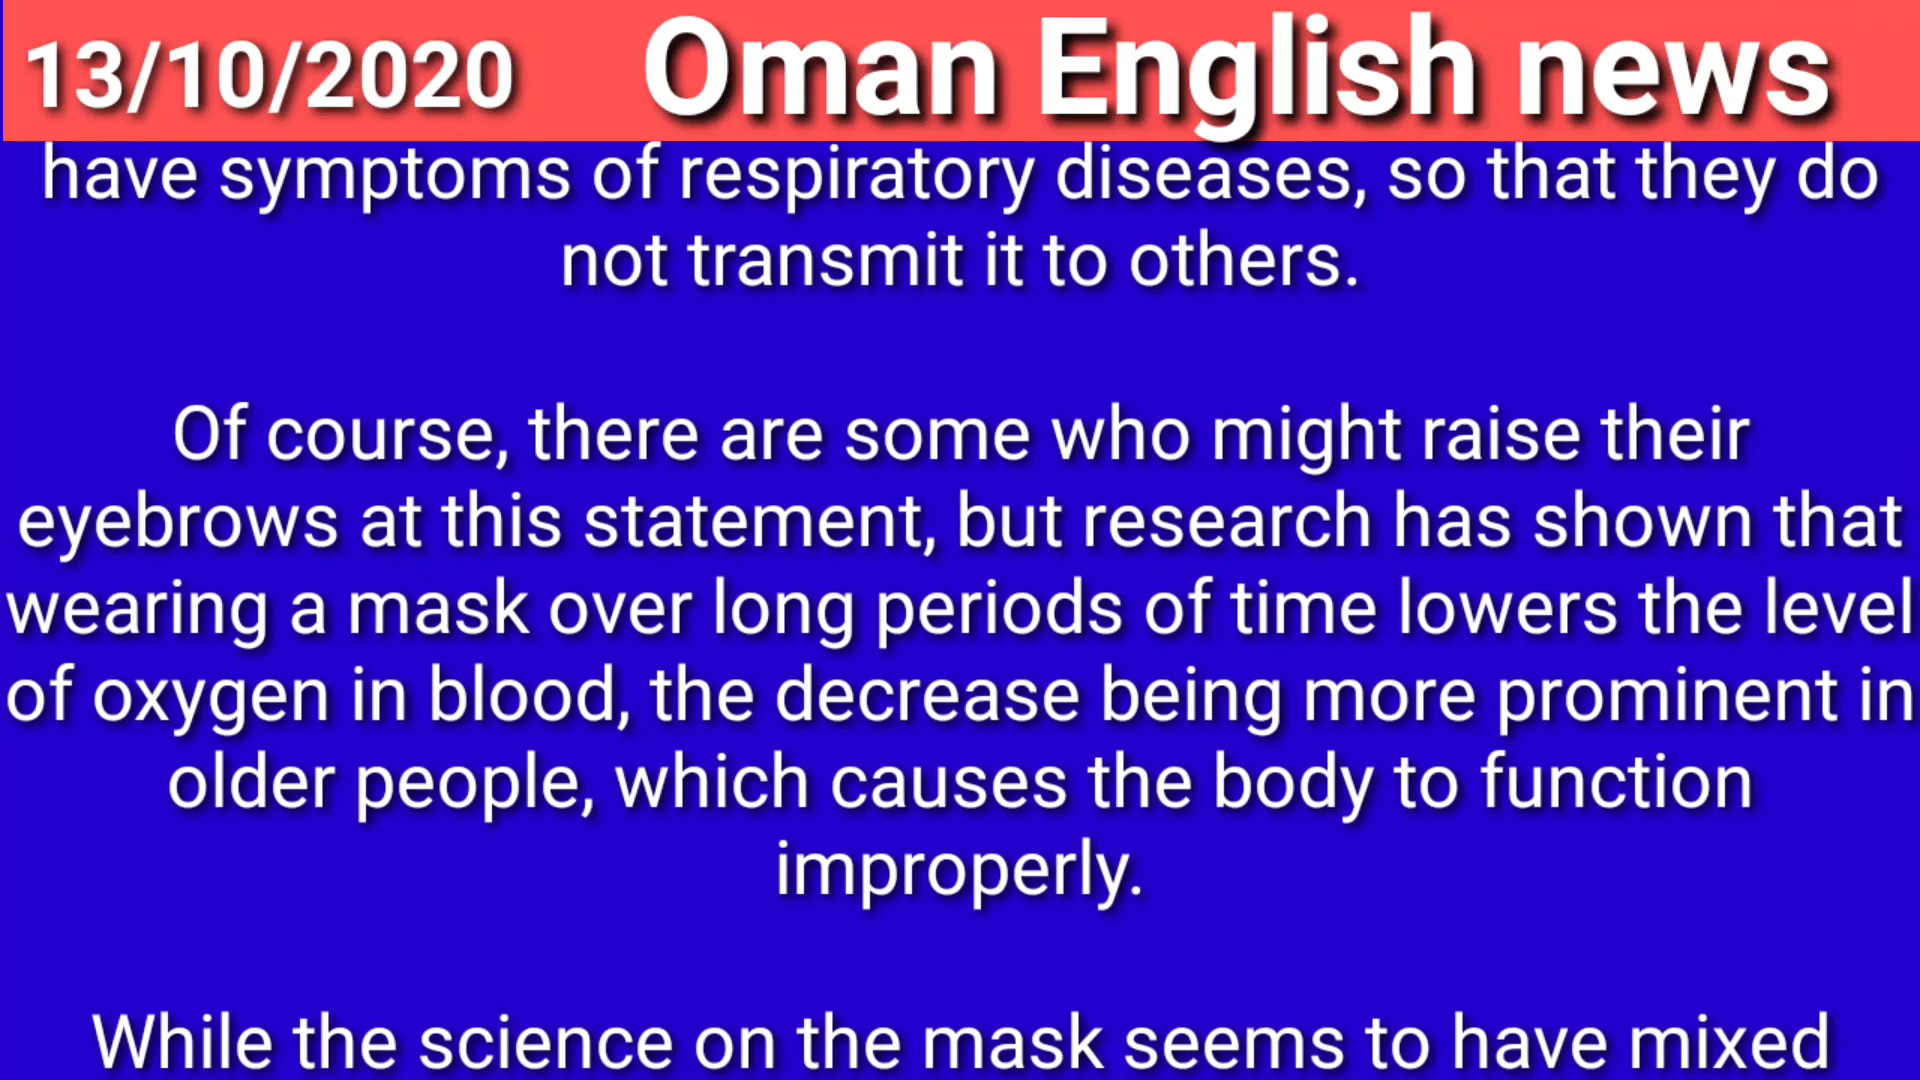 13/10/2020 Oman English news
have symptoms of respiratory diseases, so that they do
not transmit it to others.
Of course, there are some who might raise their
eyebrows at this statement, but research has shown that
wearing a mask over long periods of time lowers the level
of oxygen in blood, the decrease being more prominent in
older people, which causes the body to function
improperly.
While the science on the mask seems to have mixed